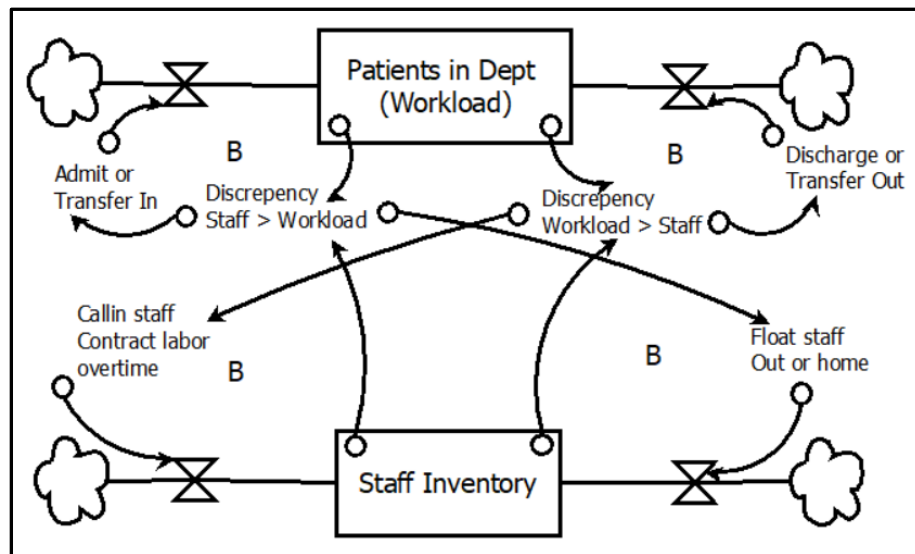 Patients in Dept
(Workload)
B
B
Admit or
Transfer In
Discrepency
Staff > Workload
Discrepency
Workload > Staff
Discharge or
Transfer Out
Callin staff
Contract labor
overtime
B
B
Float staff
Out or home
Staff Inventory